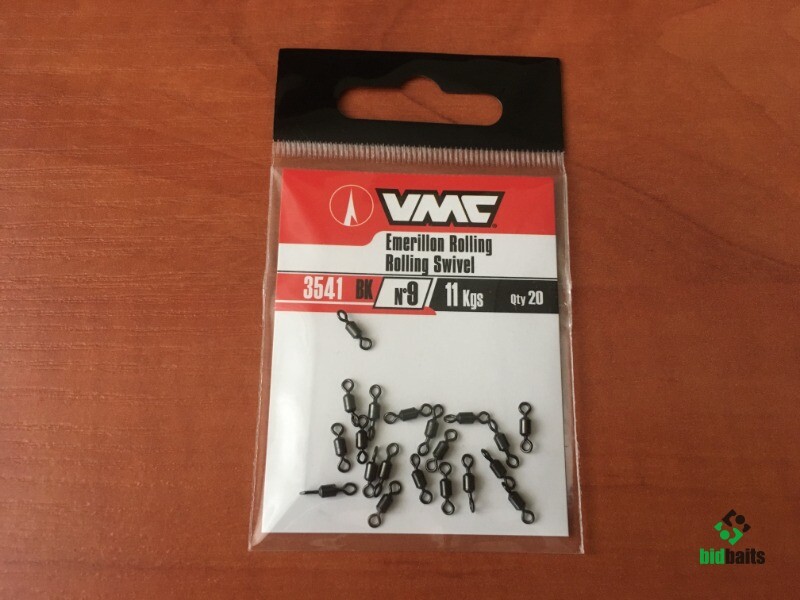 VMC
Emerillon Rolling
Rolling Swivel
3541 BK N°9 11 Kgs Qty 20
bidbaits